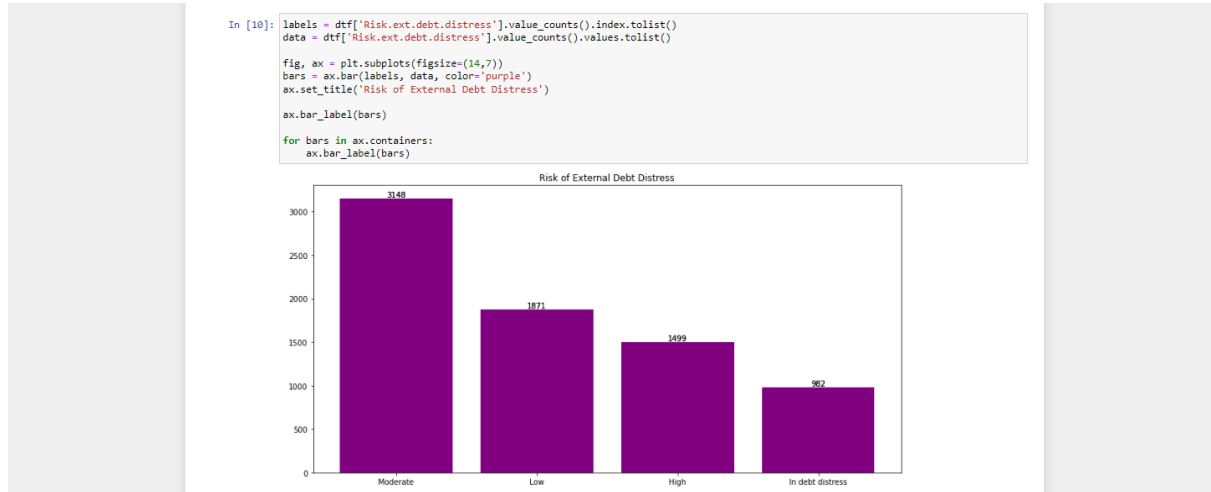 In [10]: labels = dtf['Risk.ext.debt.distress'].value_counts().index.tolist()
data = dtf['Risk.ext.debt.distress'].value_counts().values.tolist()
fig, ax = plt.subplots(figsize=(14,7))
bars = ax.bar(labels, data, color='purple')
ax.set_title('Risk of External Debt Distress')
ax.bar_label(bars)
for bars in ax.containers:
    ax.bar_label(bars)
Risk of External Debt Distress
3148
3000
2500
2000
1871
1500
1499
1000
982
500
0
Moderate Low High In debt distress